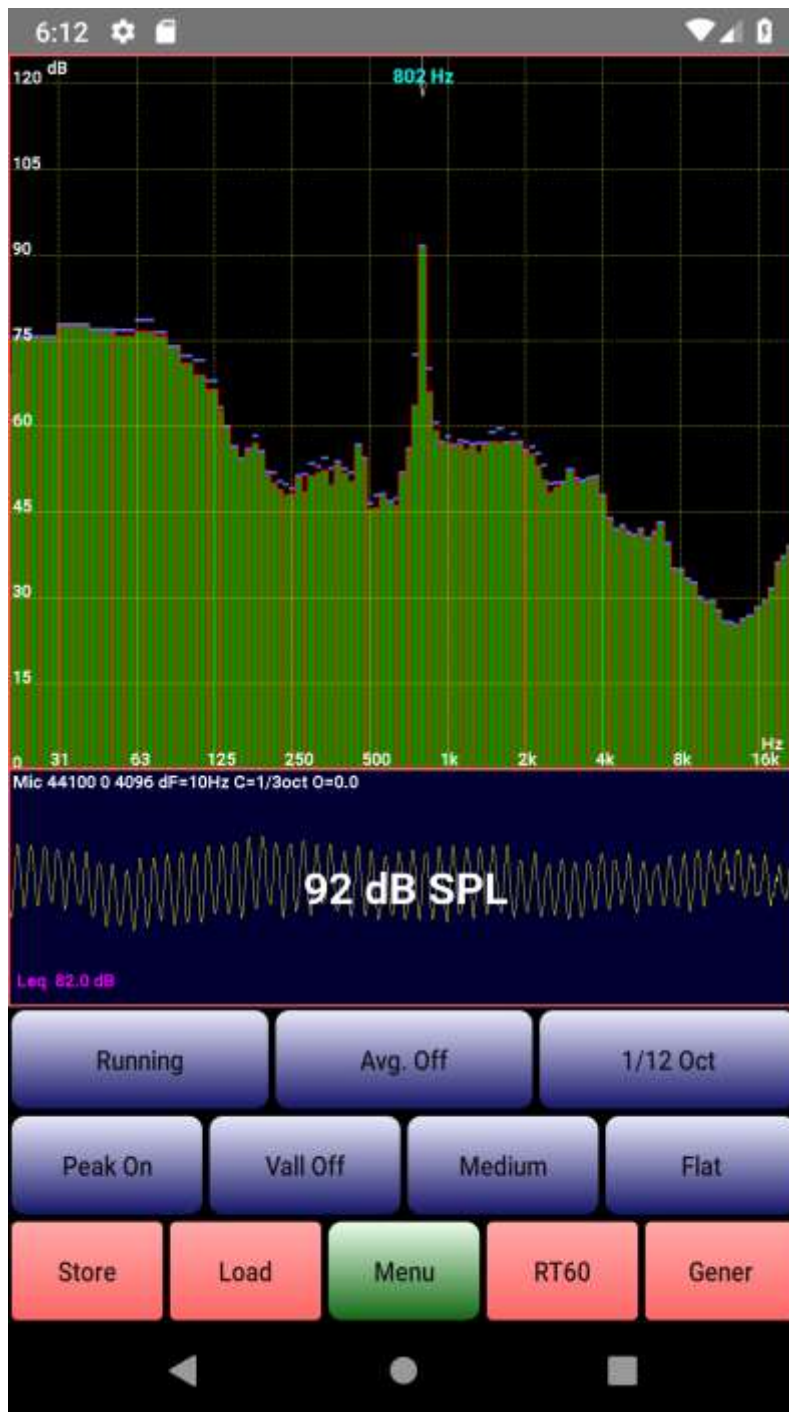 6:12
dB
120
802 Hz
105
90
75
60
45
30
15
Hz
0 31 63 125 250 500 1k 2k 4k 8k 16k
Mic 44100 0 4096 dF=10Hz C=1/3oct O=0.0
92 dB SPL
Leq 82.0 dB
Running Avg. Off 1/12 Oct
Peak On Vall Off Medium Flat
Store Load Menu RT60 Gener